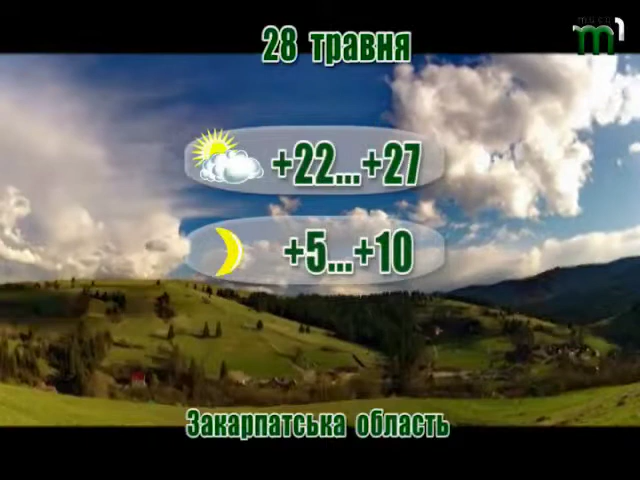 28 травня
+22...+27
+5...+10
Закарпатська область